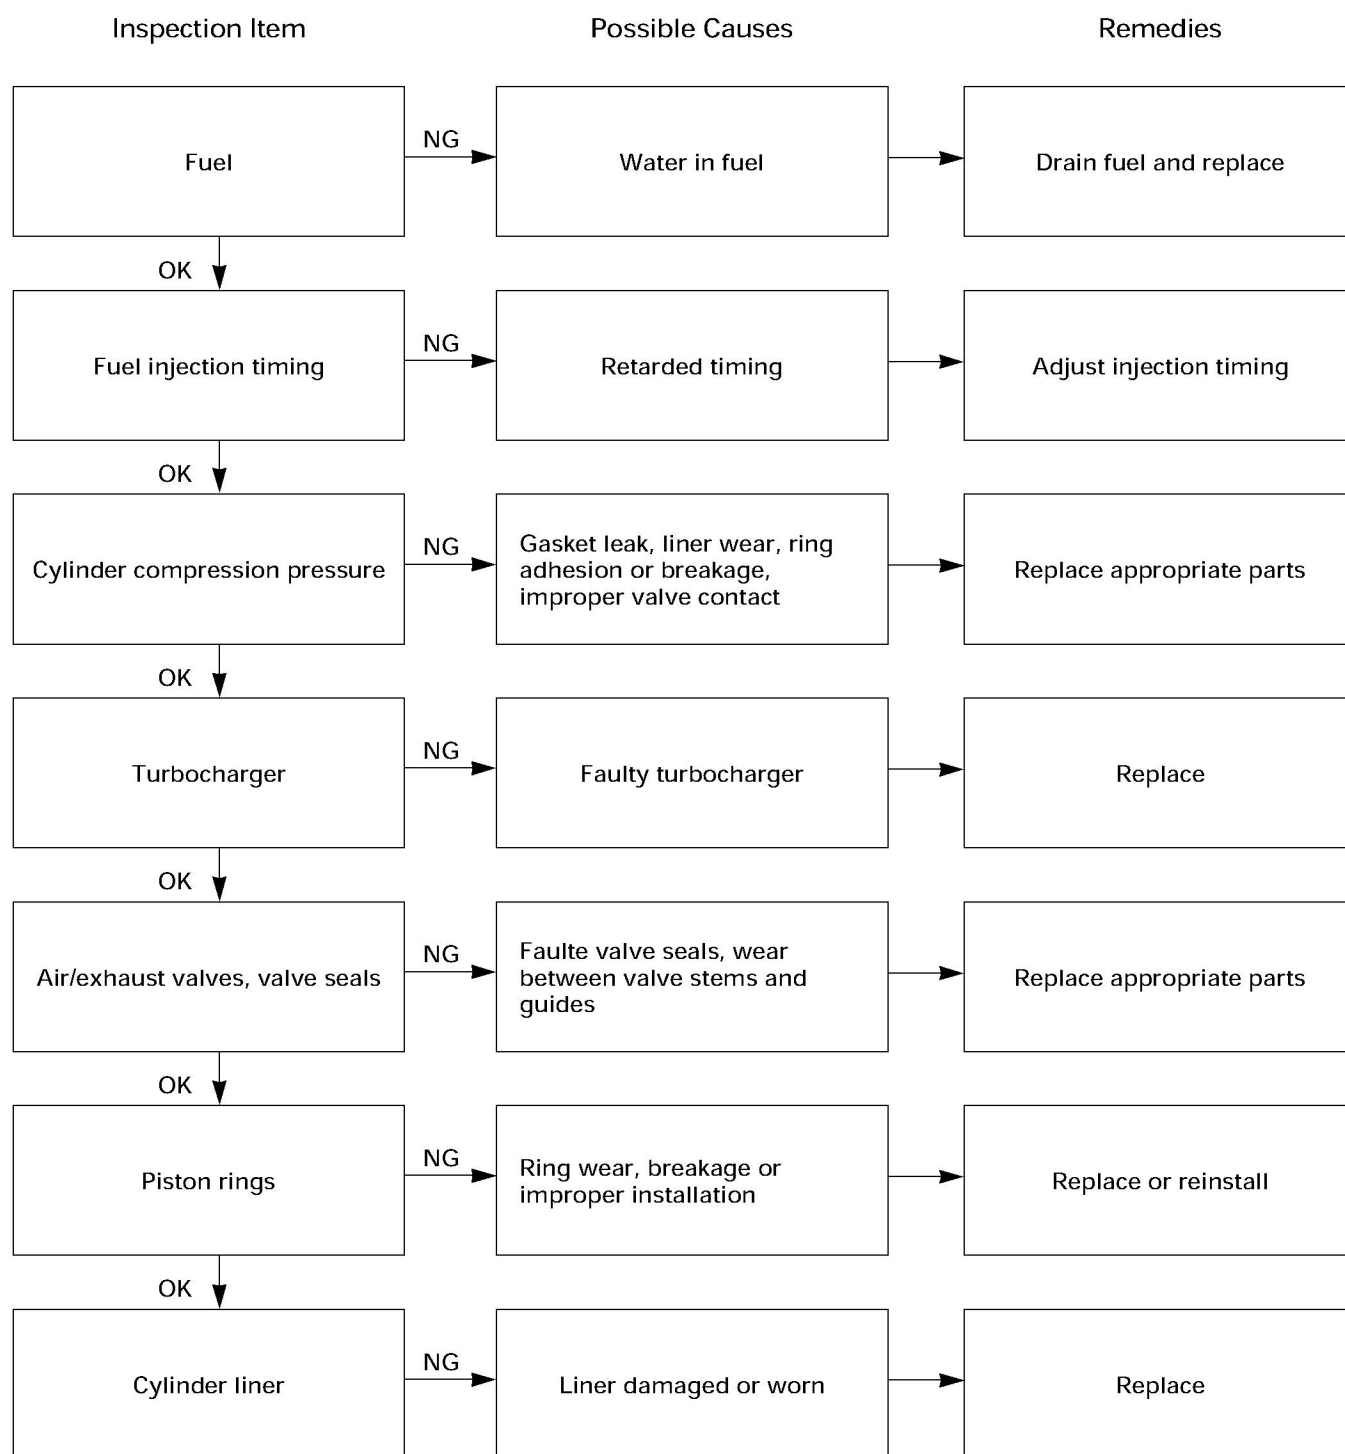 Inspection Item
Possible Causes
Remedies
Fuel
NG
Water in fuel
Drain fuel and replace
OK
Fuel injection timing
NG
Retarded timing
Adjust injection timing
OK
Cylinder compression pressure
NG
Gasket leak, liner wear, ring
adhesion or breakage,
improper valve contact
Replace appropriate parts
OK
Turbocharger
NG
Faulty turbocharger
Replace
OK
Air/exhaust valves, valve seals
NG
Faulte valve seals, wear
between valve stems and
guides
Replace appropriate parts
OK
Piston rings
NG
Ring wear, breakage or
improper installation
Replace or reinstall
OK
Cylinder liner
NG
Liner damaged or worn
Replace